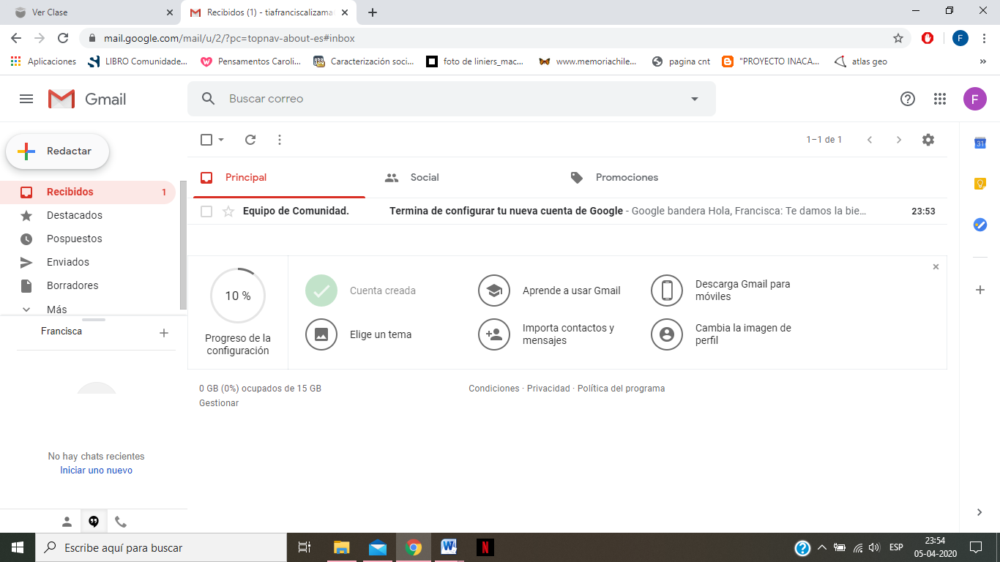 Ver Clase
Recibidos (1) - tiafranciscalizama
mail.google.com/mail/u/2/?pc=topnav-about-es#inbox
F
Aplicaciones
LIBRO Comunidade...
Pensamentos Caroli...
Caracterización soci...
foto de liniers_mac...
www.memoriachile...
pagina cnt
"PROYECTO INACA...
atlas geo
»
Gmail
Buscar correo
F
Redactar
1–1 de 1
31
Principal
Social
Promociones
Recibidos 1
Destacados
Pospuestos
Enviados
Borradores
Más
Equipo de Comunidad. Termina de configurar tu nueva cuenta de Google - Google bandera Hola, Francisca: Te damos la bie... 23:53
10 %
Progreso de la
configuración
Cuenta creada
Aprende a usar Gmail
Descarga Gmail para
móviles
Elige un tema
Importa contactos y
mensajes
Cambia la imagen de
perfil
Francisca
0 GB (0%) ocupados de 15 GB
Gestionar
Condiciones · Privacidad · Política del programa
No hay chats recientes
Iniciar uno nuevo
Escribe aquí para buscar
W
N
ESP
23:54
05-04-2020